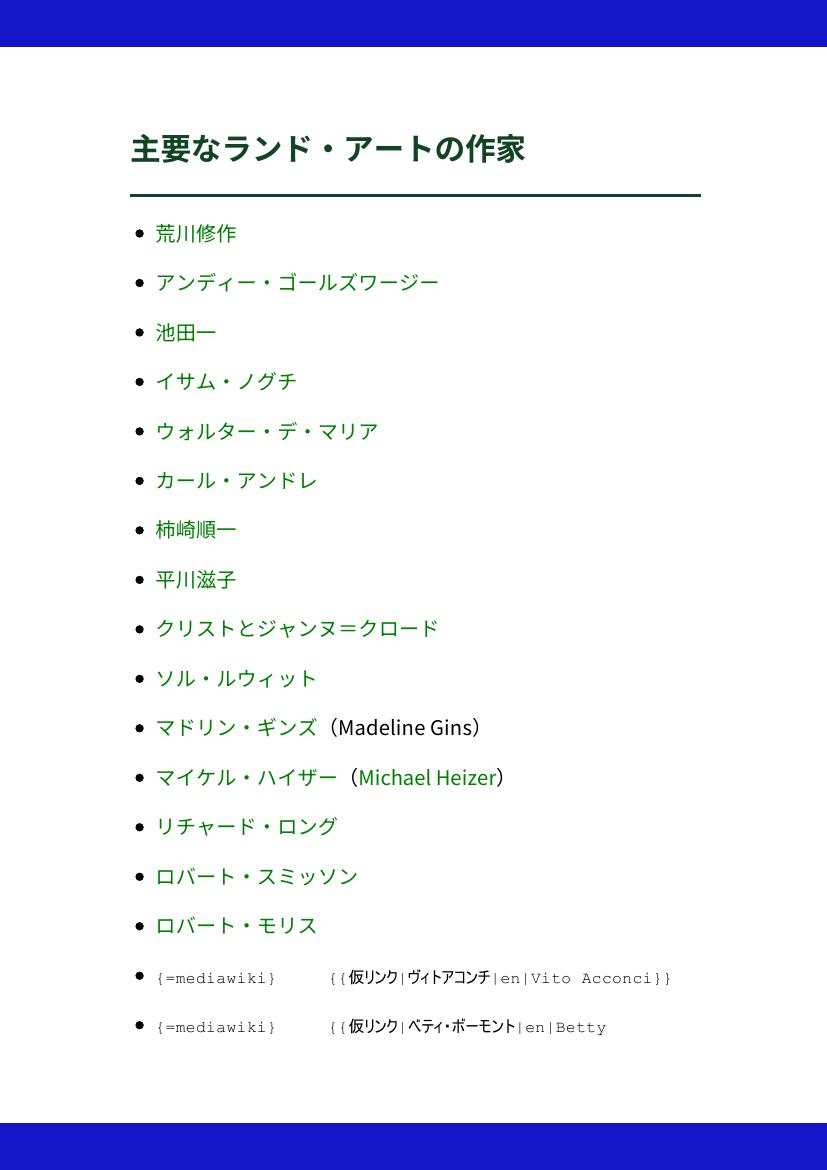 主要なランド・アートの作家
● 荒川修作
● アンディー・ゴールズワージー
● 池田一
● イサム・ノグチ
● ウォルター・デ・マリア
● カール・アンドレ
● 柿崎順一
● 平川滋子
● クリストとジャンヌ＝クロード
● ソル・ルウィット
● マドリン・ギンズ（Madeline Gins）
● マイケル・ハイザー（Michael Heizer）
● リチャード・ロング
● ロバート・スミッソン
● ロバート・モリス
● {=mediawiki} {{仮リンク|ヴィトアコンチ|en|Vito Acconci}}
● {=mediawiki} {{仮リンク|ベティ・ボーモント|en|Betty